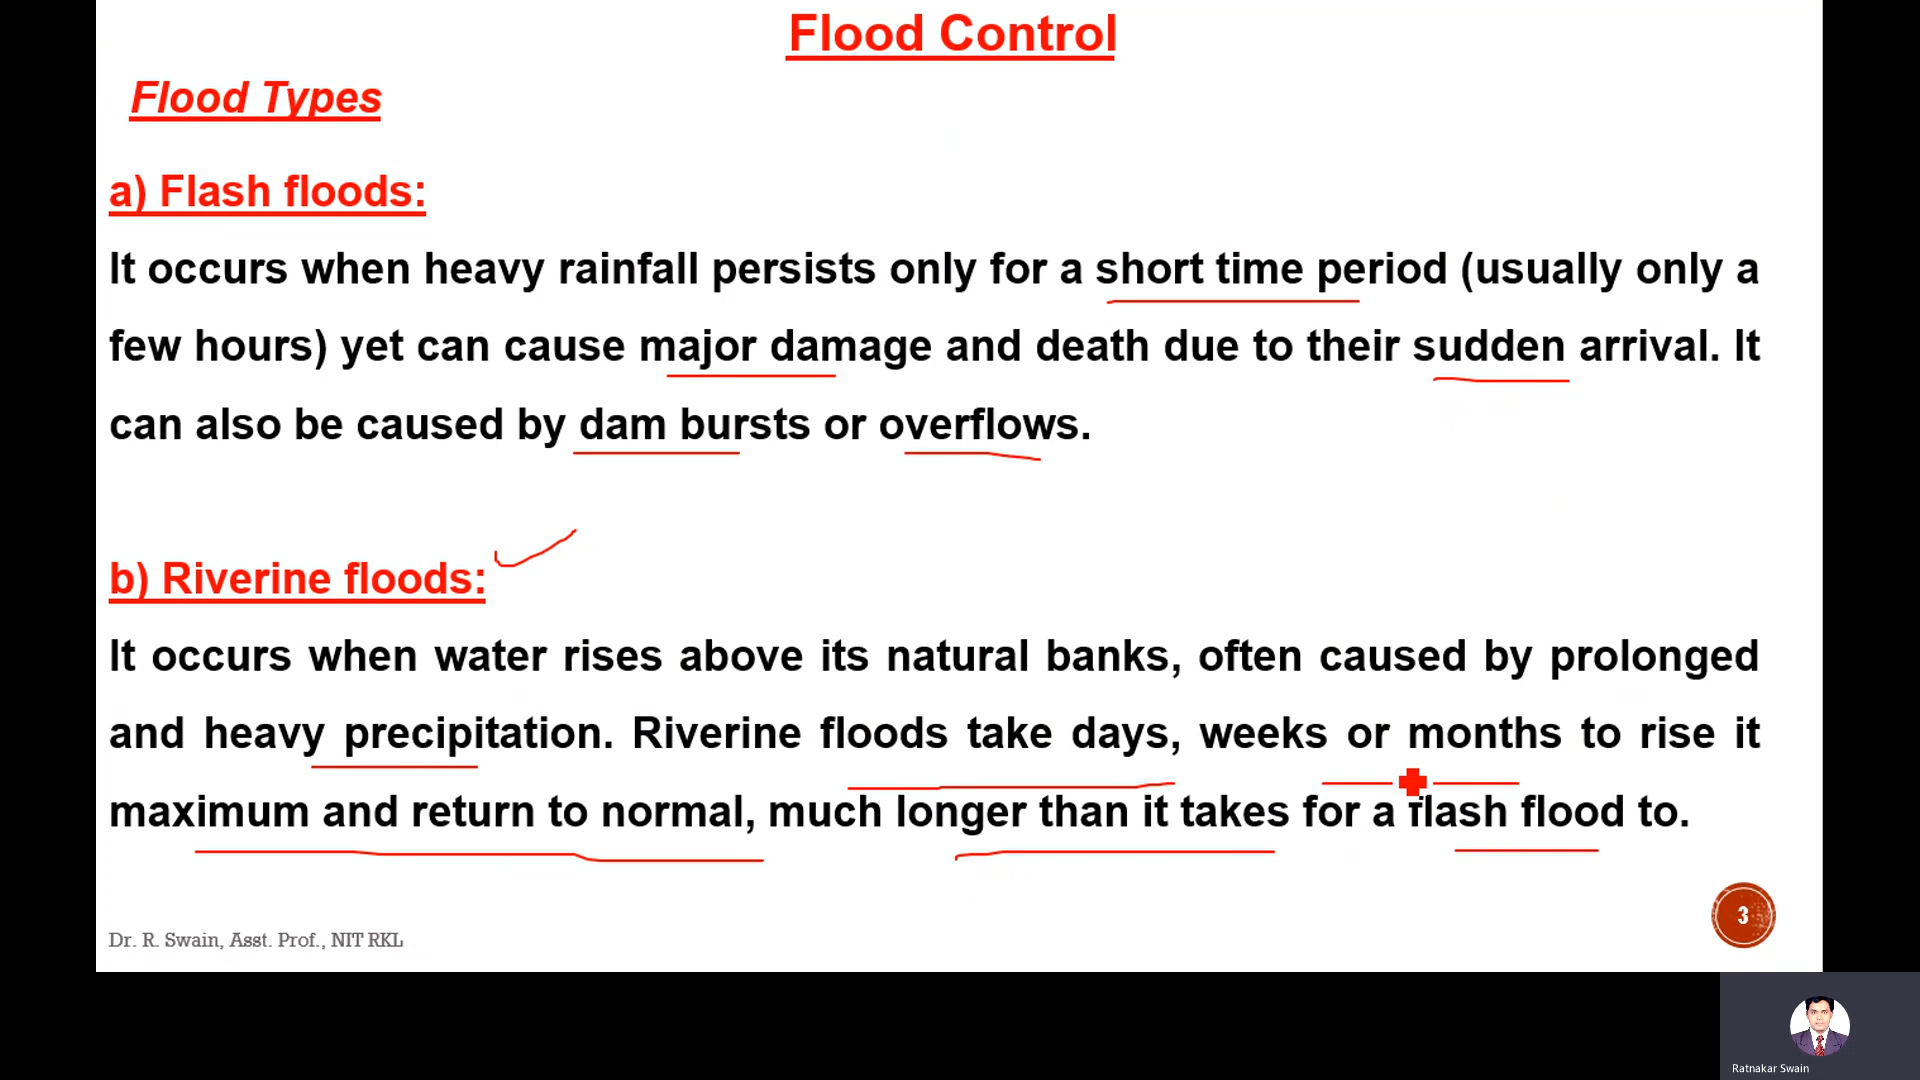 Flood Control
Flood Types
a) Flash floods:
It occurs when heavy rainfall persists only for a short time period (usually only a
few hours) yet can cause major damage and death due to their sudden arrival. It
can also be caused by dam bursts or overflows.
b) Riverine floods:
It occurs when water rises above its natural banks, often caused by prolonged
and heavy precipitation. Riverine floods take days, weeks or months to rise it
maximum and return to normal, much longer than it takes for a flash flood to.
Dr. R. Swain, Asst. Prof., NIT RKL
3
Ratnakar Swain